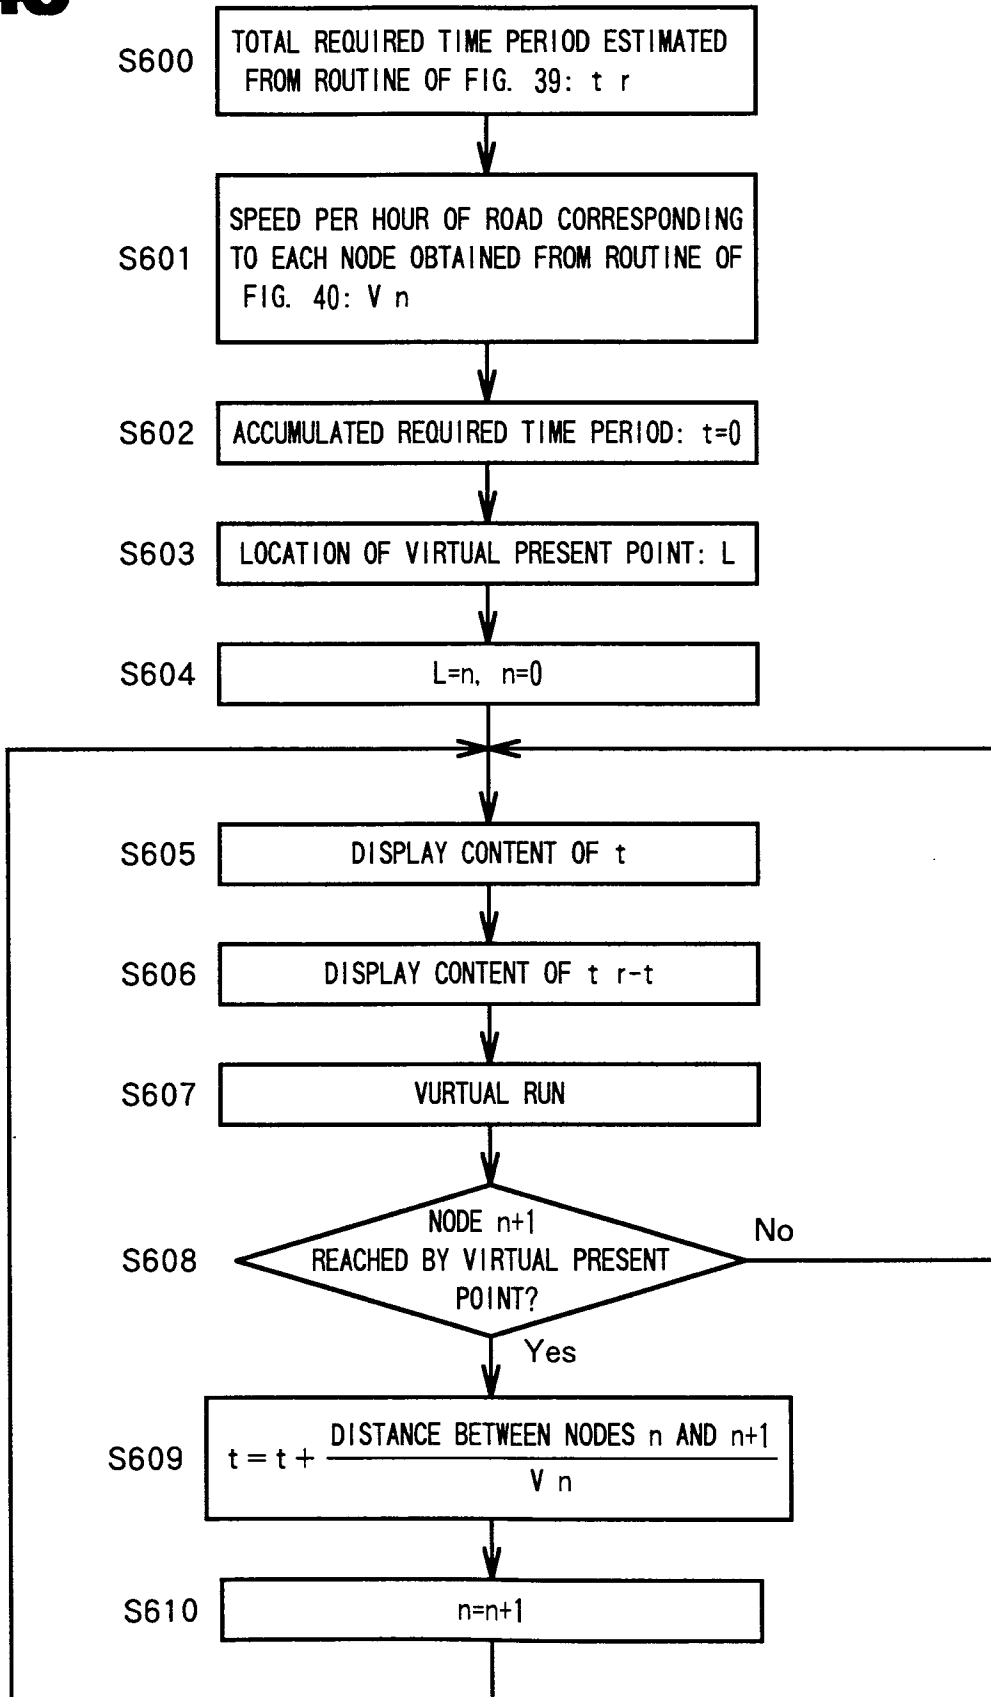 S600
TOTAL REQUIRED TIME PERIOD ESTIMATED
FROM ROUTINE OF FIG. 39: t r
S601
SPEED PER HOUR OF ROAD CORRESPONDING
TO EACH NODE OBTAINED FROM ROUTINE OF
FIG. 40: V n
S602
ACCUMULATED REQUIRED TIME PERIOD: t=0
S603
LOCATION OF VIRTUAL PRESENT POINT: L
S604
L=n, n=0
S605
DISPLAY CONTENT OF t
S606
DISPLAY CONTENT OF t r-t
S607
VURTUAL RUN
S608
NODE n+1
REACHED BY VIRTUAL PRESENT
POINT?
No
Yes
S609
t=t+ DISTANCE BETWEEN NODES n AND n+1
V n
S610
n=n+1